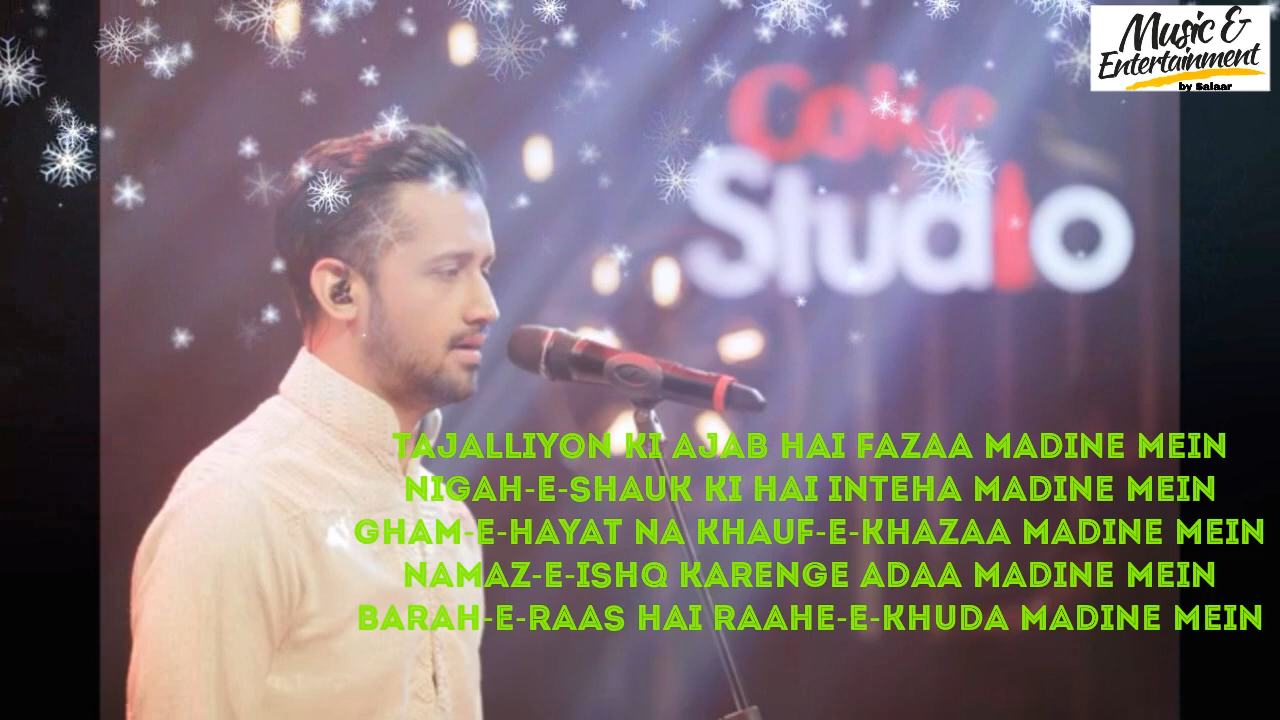 Music &
Entertainment
by Salaar
Coke
Studio
TAJALLIYON KI AJAB HAI FAZAA MADINE MEIN
NIGAH-E-SHAUK KI HAI INTEHA MADINE MEIN
GHAM-E-HAYAT NA KHAUF-E-KHAZAA MADINE MEIN
NAMAZ-E-ISHQ KARENGE ADAA MADINE MEIN
BARAH-E-RAAS HAI RAAHE-E-KHUDA MADINE MEIN